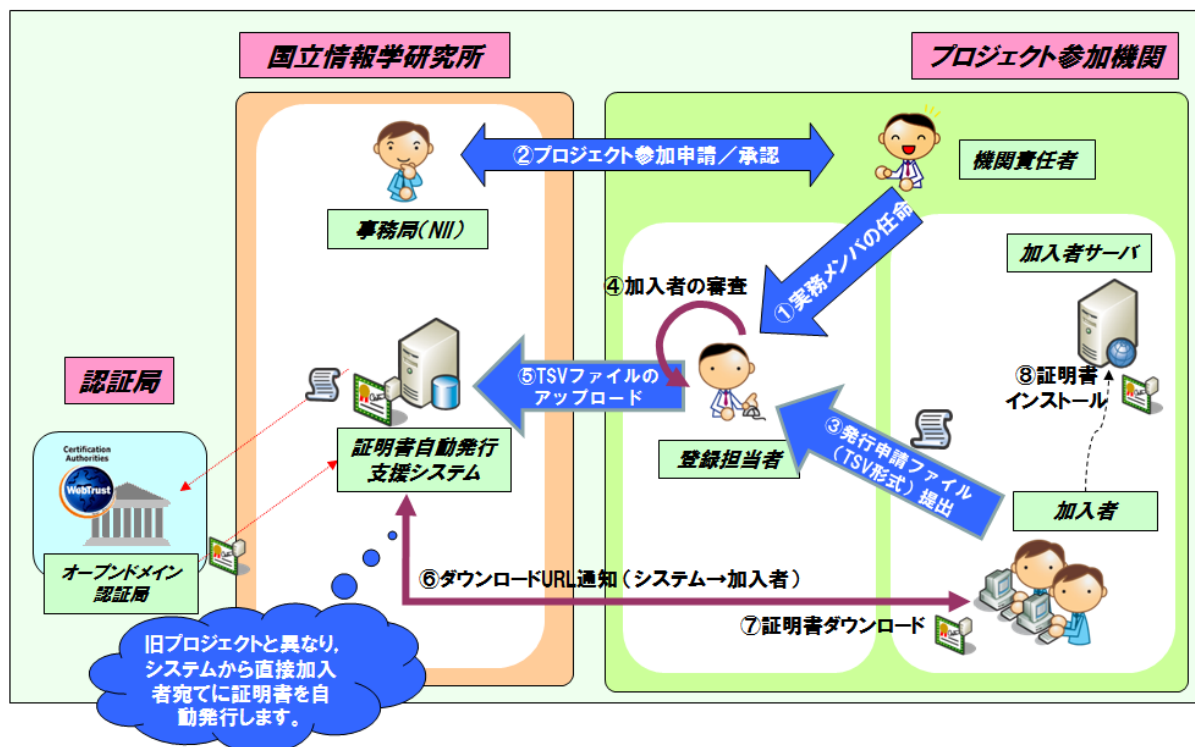 国立情報学研究所
プロジェクト参加機関
②プロジェクト参加申請／承認
機関責任者
事務局(NII)
①実務メンバの任命
加入者サーバ
④加入者の審査
認証局
⑤TSVファイルの
アップロード
⑧証明書
インストール
証明書自動発行
支援システム
登録担当者
③発行申請ファイル
(TSV形式)提出
加入者
Certification
Authorities
WebTrust
オープンドメイン
認証局
⑥ダウンロードURL通知(システム→加入者)
⑦証明書ダウンロード
旧プロジェクトと異なり,
システムから直接加入
者宛てに証明書を自
動発行します。